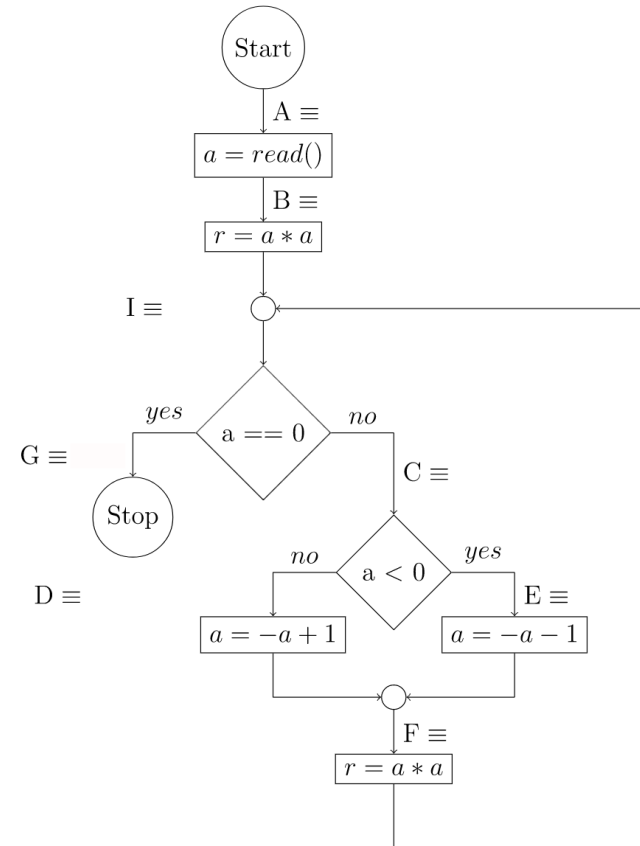 Start
A ≡
a = read()
B ≡
r = a ∗ a
I ≡
yes
a == 0
no
G ≡
C ≡
Stop
no
a < 0
yes
D ≡
E ≡
a = −a + 1
a = −a − 1
F ≡
r = a ∗ a